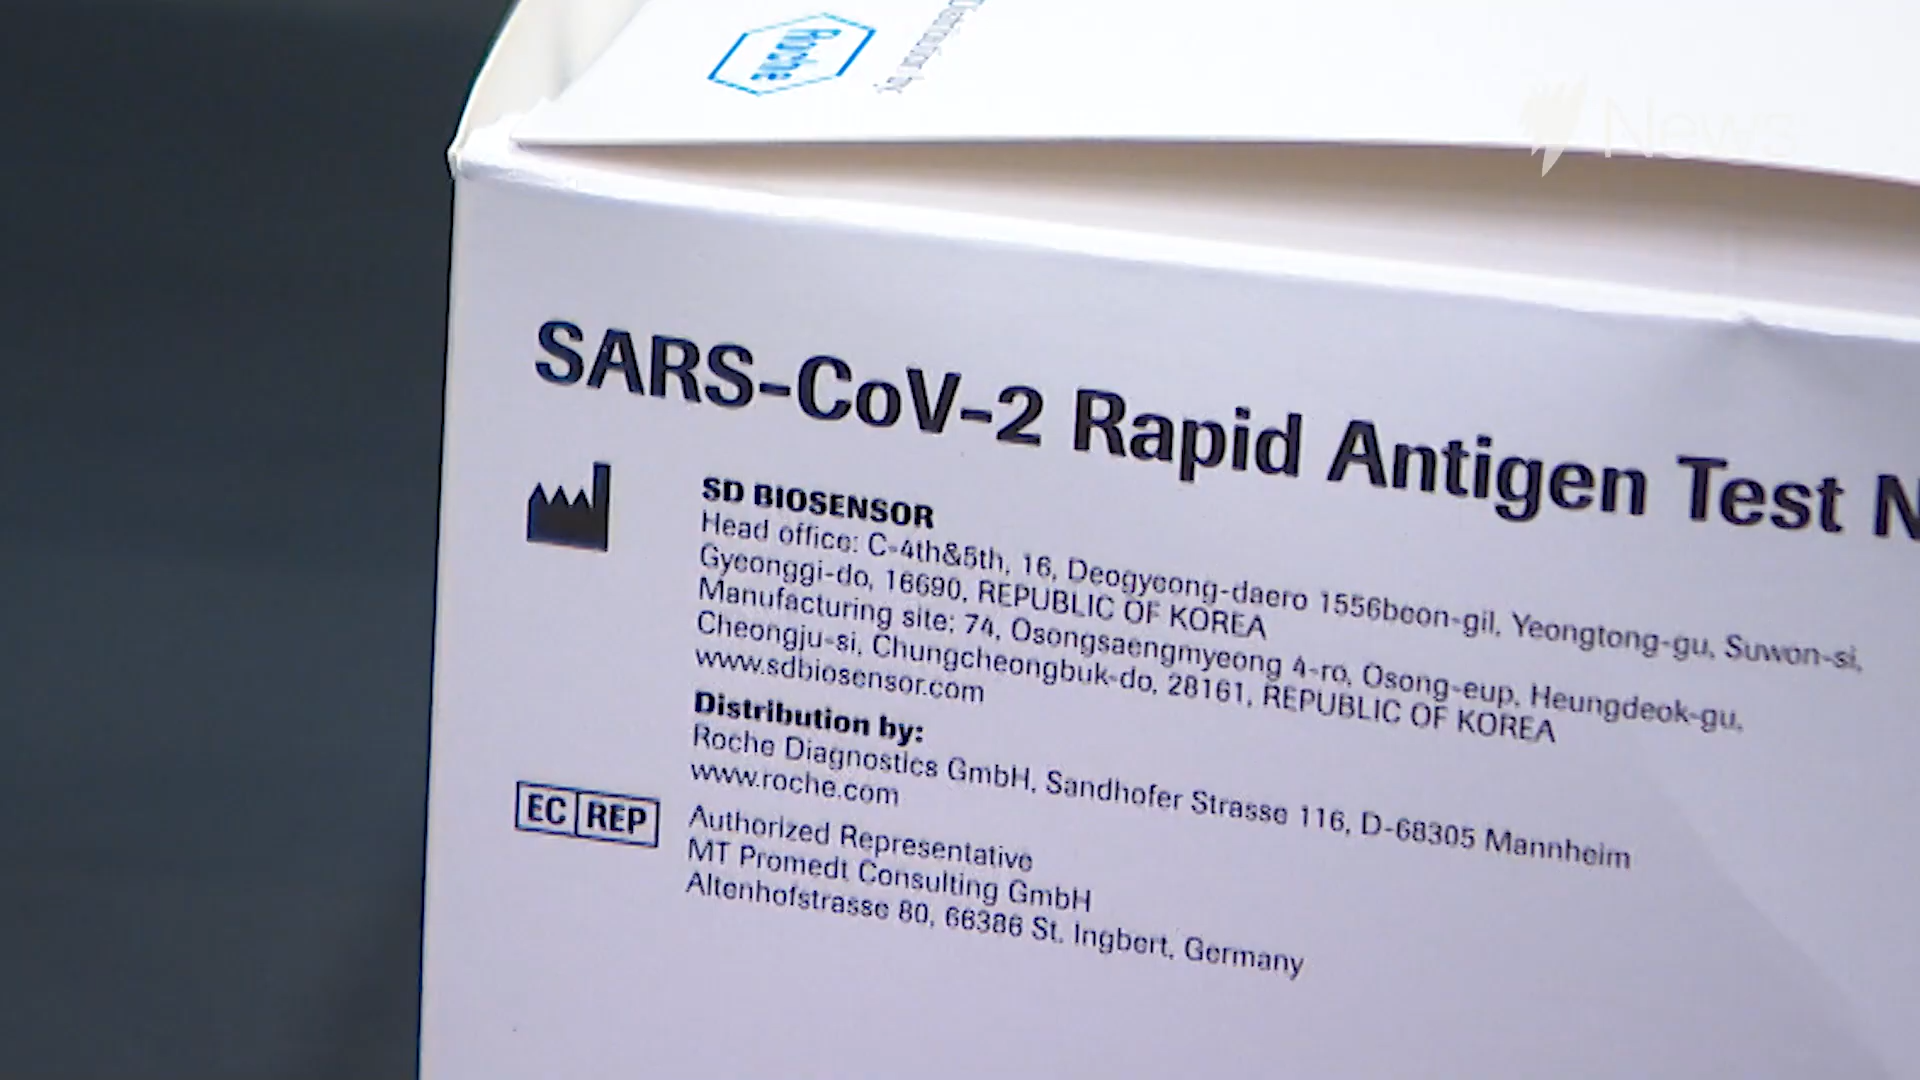 Roche
Distribution by:
News
SARS-CoV-2 Rapid Antigen Test N
SD BIOSENSOR
Head office: C-4th&5th, 16, Deogyeong-daero 1556beon-gil, Yeongtong-gu, Suwon-si,
Gyeonggi-do, 16690, REPUBLIC OF KOREA
Manufacturing site: 74, Osongsaengmyeong 4-ro, Osong-eup, Heungdeok-gu,
Cheongju-si, Chungcheongbuk-do, 28161, REPUBLIC OF KOREA
www.sdbiosensor.com
Distribution by:
Roche Diagnostics GmbH, Sandhofer Strasse 116, D-68305 Mannheim
www.roche.com
EC REP
Authorized Representative
MT Promedt Consulting GmbH
Altenhofstrasse 80, 66386 St. Ingbert, Germany